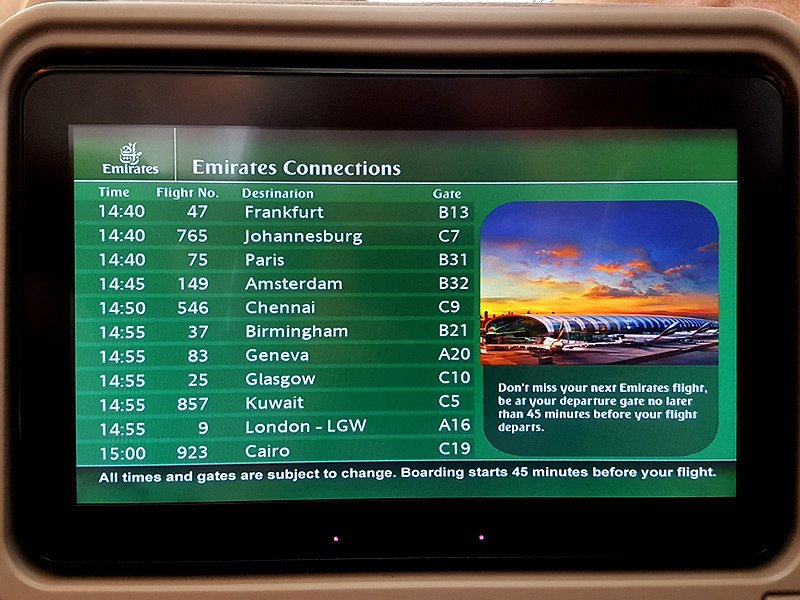 Emirates
Emirates Connections
Time Flight No. Destination Gate
14:40 47 Frankfurt B13
14:40 765 Johannesburg C7
14:40 75 Paris B31
14:45 149 Amsterdam B32
14:50 546 Chennai C9
14:55 37 Birmingham B21
14:55 83 Geneva A20
14:55 25 Glasgow C10
14:55 857 Kuwait C5
14:55 9 London - LGW A16
15:00 923 Cairo C19
Don't miss your next Emirates flight,
be at your departure gate no later
than 45 minutes before your flight
departs.
All times and gates are subject to change. Boarding starts 45 minutes before your flight.